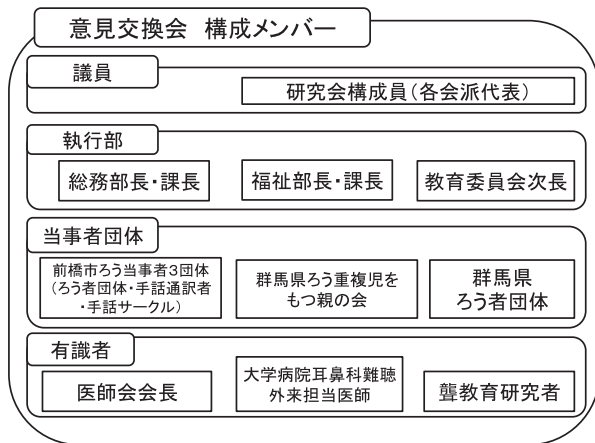 意見交換会 構成メンバー
議員
研究会構成員(各会派代表)
執行部
総務部長・課長
福祉部長・課長
教育委員会次長
当事者団体
前橋市ろう当事者3団体
(ろう者団体・手話通訳者
・手話サークル)
群馬県ろう重複児を
もつ親の会
群馬県
ろう者団体
有識者
医師会会長
大学病院耳鼻科難聴
外来担当医師
聾教育研究者